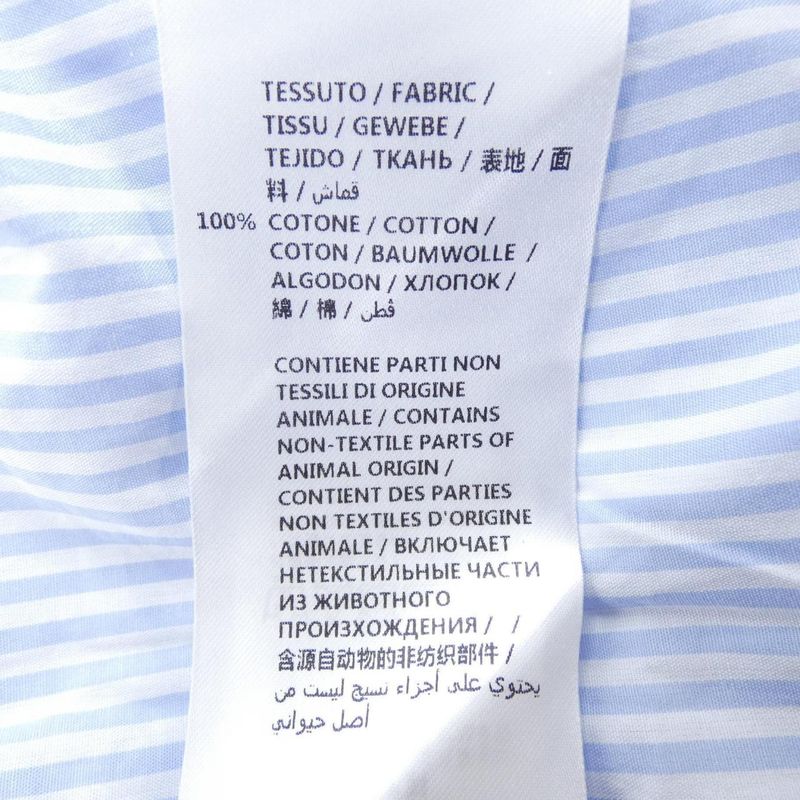 TESSUTO / FABRIC /
TISSU / GEWEBE /
TEJIDO / ТКАНЬ / 表地 / 面
料 / قماش
100% COTONE / COTTON /
COTON / BAUMWOLLE /
ALGODON / ХЛОПОК /
綿 / 棉 / قطن
CONTIENE PARTI NON
TESSILI DI ORIGINE
ANIMALE / CONTAINS
NON-TEXTILE PARTS OF
ANIMAL ORIGIN /
CONTIENT DES PARTIES
NON TEXTILES D'ORIGINE
ANIMALE / ВКЛЮЧАЕТ
НЕТЕКСТИЛЬНЫЕ ЧАСТИ
ИЗ ЖИВОТНОГО
ПРОИЗХОЖДЕНИЯ / /
含源自动物的非纺织部件 /
يحتوي على أجزاء نسيج ليست من
أصل حيواني